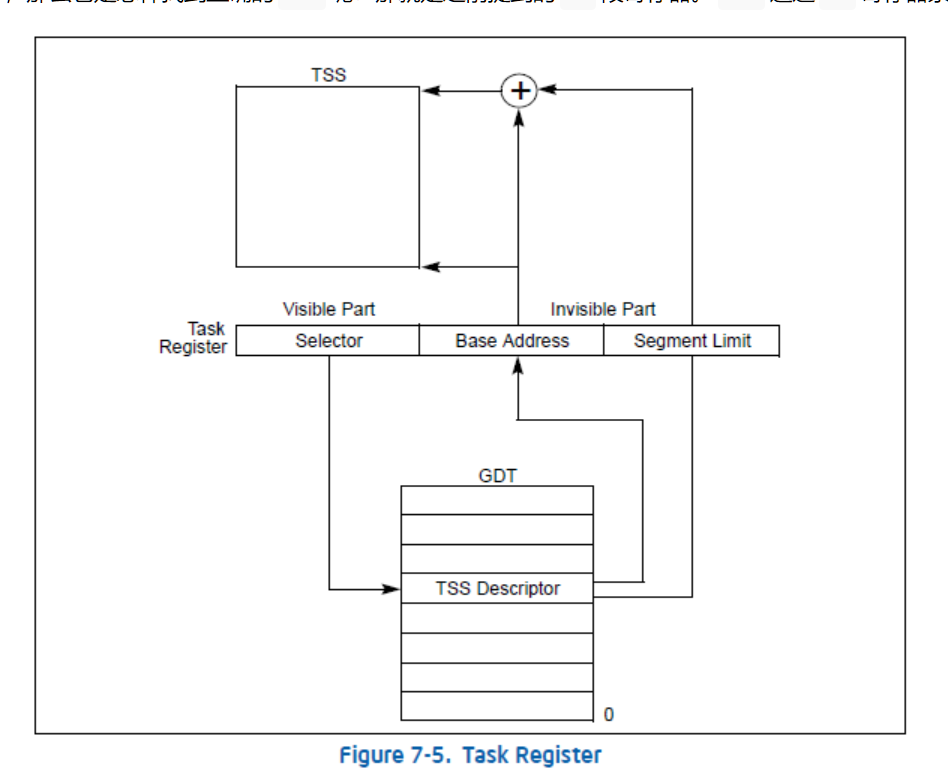 TSS
+
Visible Part
Invisible Part
Task
Register
Selector
Base Address
Segment Limit
GDT
TSS Descriptor
0
Figure 7-5. Task Register